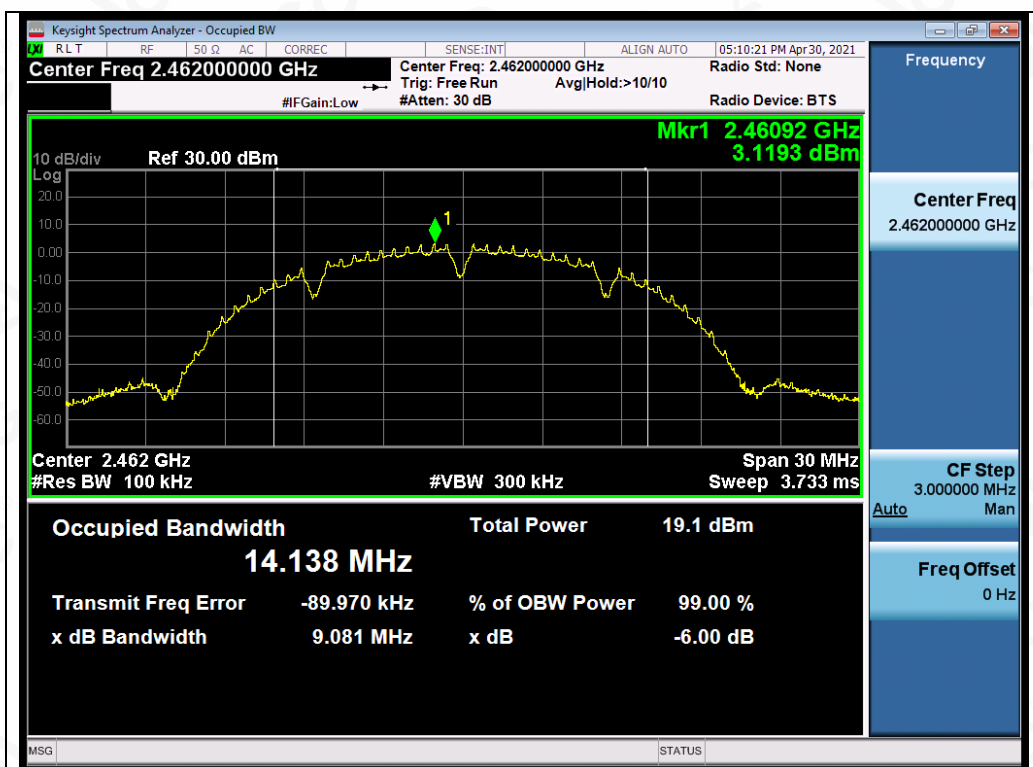 Keysight Spectrum Analyzer - Occupied BW
LXI RLT RF 50 Ω AC CORREC SENSE:INT ALIGN AUTO 05:10:21 PM Apr 30, 2021
Center Freq 2.462000000 GHz
Center Freq: 2.462000000 GHz
Radio Std: None
Trig: Free Run Avg|Hold:>10/10
#IFGain:Low
#Atten: 30 dB
Radio Device: BTS
Mkr1 2.46092 GHz
3.1193 dBm
10 dB/div Ref 30.00 dBm
Log
20.0
10.0
0.00
-10.0
-20.0
-30.0
-40.0
-50.0
-60.0
1
Center 2.462 GHz Span 30 MHz
#Res BW 100 kHz #VBW 300 kHz Sweep 3.733 ms
Occupied Bandwidth Total Power 19.1 dBm
14.138 MHz
Transmit Freq Error -89.970 kHz % of OBW Power 99.00 %
x dB Bandwidth 9.081 MHz x dB -6.00 dB
MSG STATUS
Frequency
Center Freq
2.462000000 GHz
CF Step
3.000000 MHz
Auto Man
Freq Offset
0 Hz